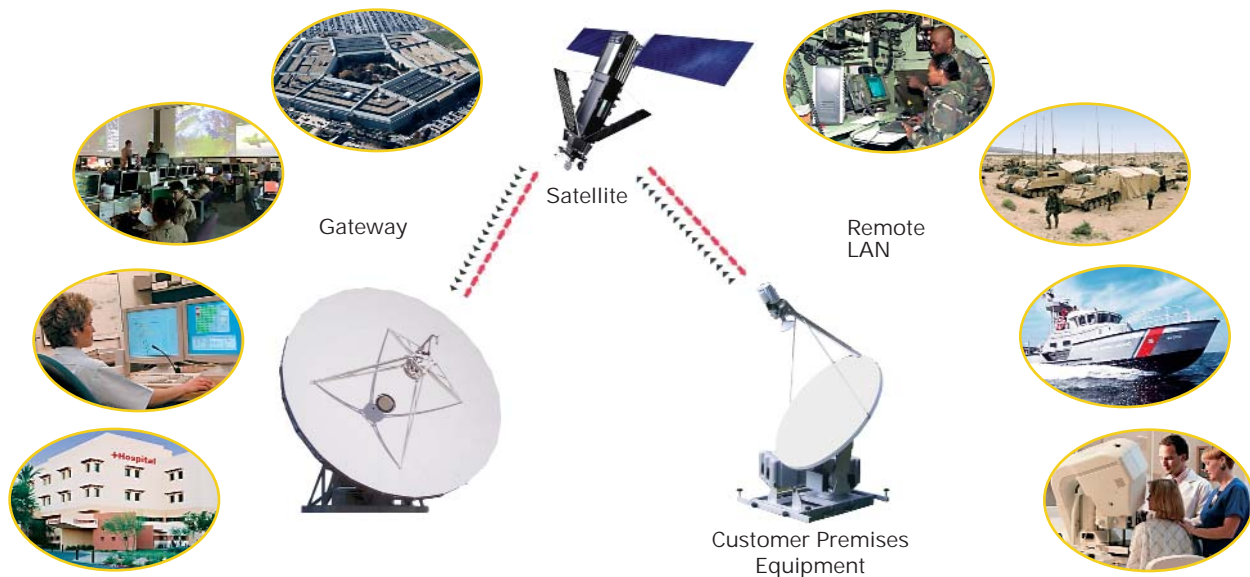 Satellite
Gateway
Remote
LAN
+Hospital
Customer Premises
Equipment